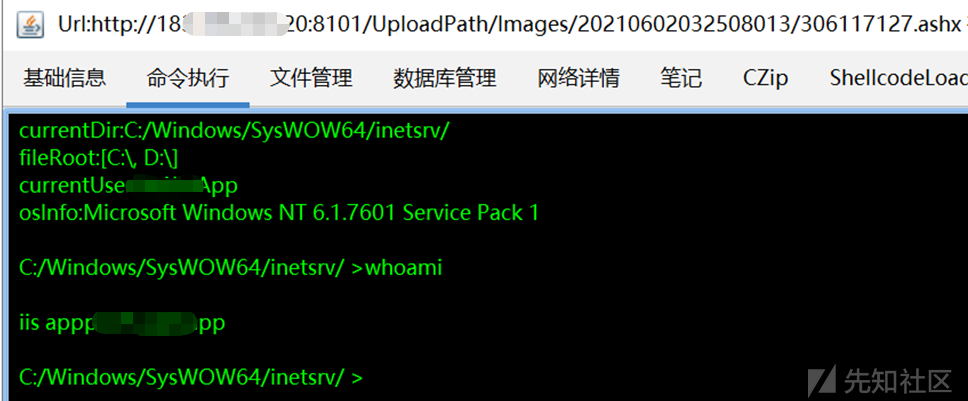 Url:http://18 20:8101/UploadPath/Images/20210602032508013/306117127.ashx
基础信息 命令执行 文件管理 数据库管理 网络详情 笔记 CZip ShellcodeLoad
currentDir:C:/Windows/SysWOW64/inetsrv/
fileRoot:[C:\, D:\]
currentUse App
osInfo:Microsoft Windows NT 6.1.7601 Service Pack 1
C:/Windows/SysWOW64/inetsrv/ >whoami
iis appp pp
C:/Windows/SysWOW64/inetsrv/ >
先知社区